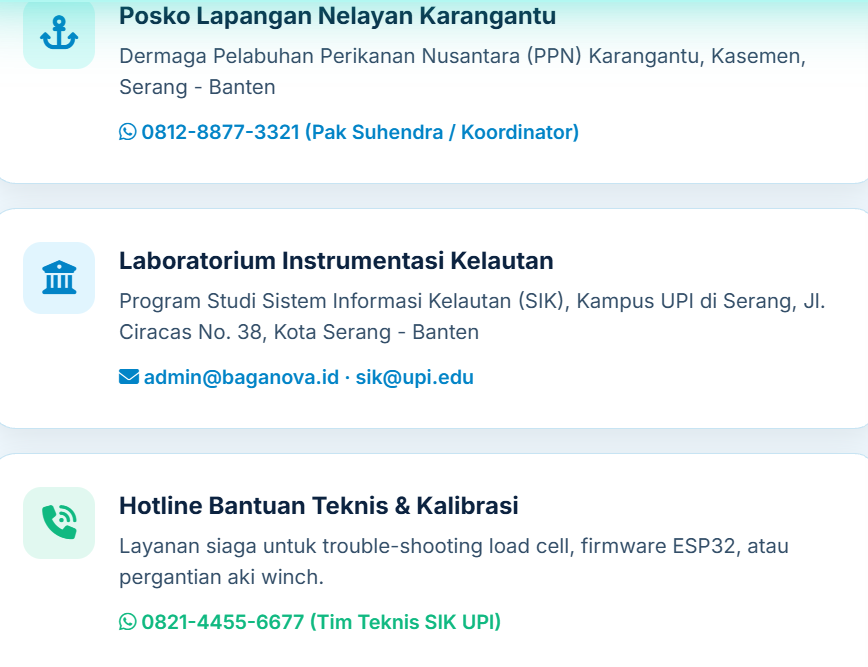 Posko Lapangan Nelayan Karangantu
Dermaga Pelabuhan Perikanan Nusantara (PPN) Karangantu, Kasemen,
Serang - Banten
0812-8877-3321 (Pak Suhendra / Koordinator)
Laboratorium Instrumentasi Kelautan
Program Studi Sistem Informasi Kelautan (SIK), Kampus UPI di Serang, Jl.
Ciracas No. 38, Kota Serang - Banten
admin@baganova.id · sik@upi.edu
Hotline Bantuan Teknis & Kalibrasi
Layanan siaga untuk trouble-shooting load cell, firmware ESP32, atau
pergantian aki winch.
0821-4455-6677 (Tim Teknis SIK UPI)